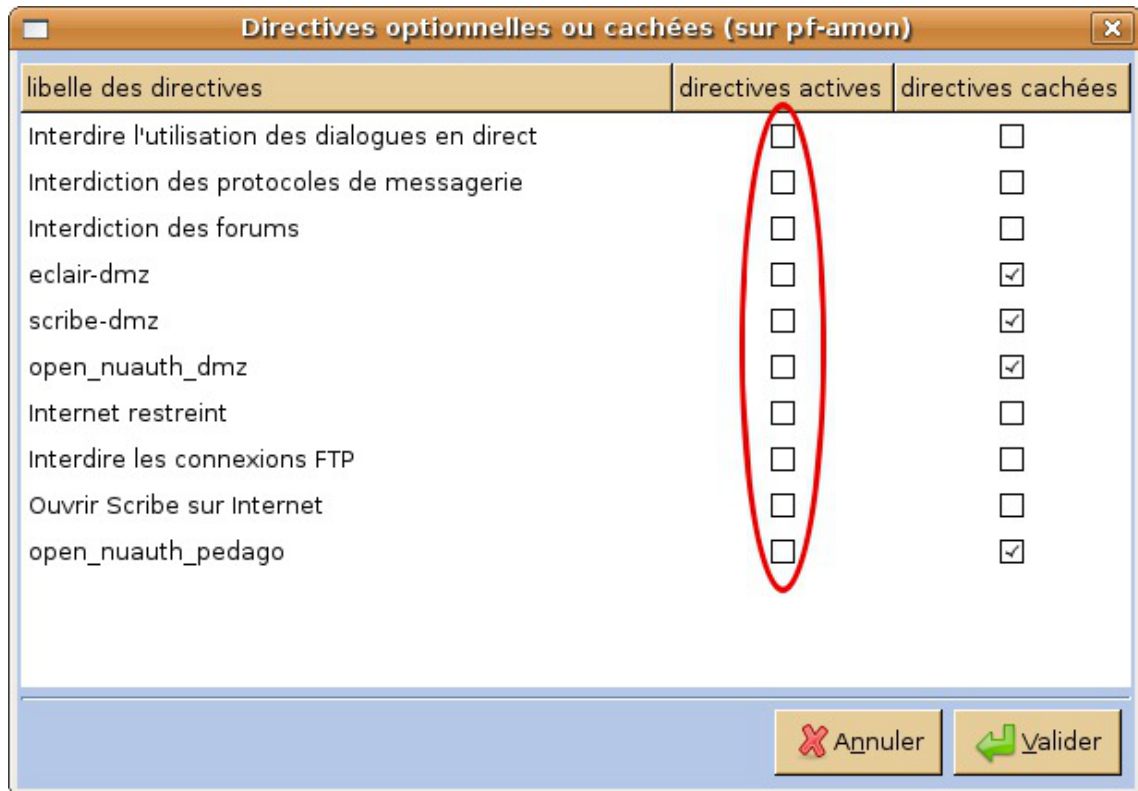 Directives optionnelles ou cachées (sur pf-amon)
libelle des directives directives actives directives cachées
Interdire l'utilisation des dialogues en direct
Interdiction des protocoles de messagerie
Interdiction des forums
eclair-dmz
scribe-dmz
open_nuauth_dmz
Internet restreint
Interdire les connexions FTP
Ouvrir Scribe sur Internet
open_nuauth_pedago
Annuler Valider